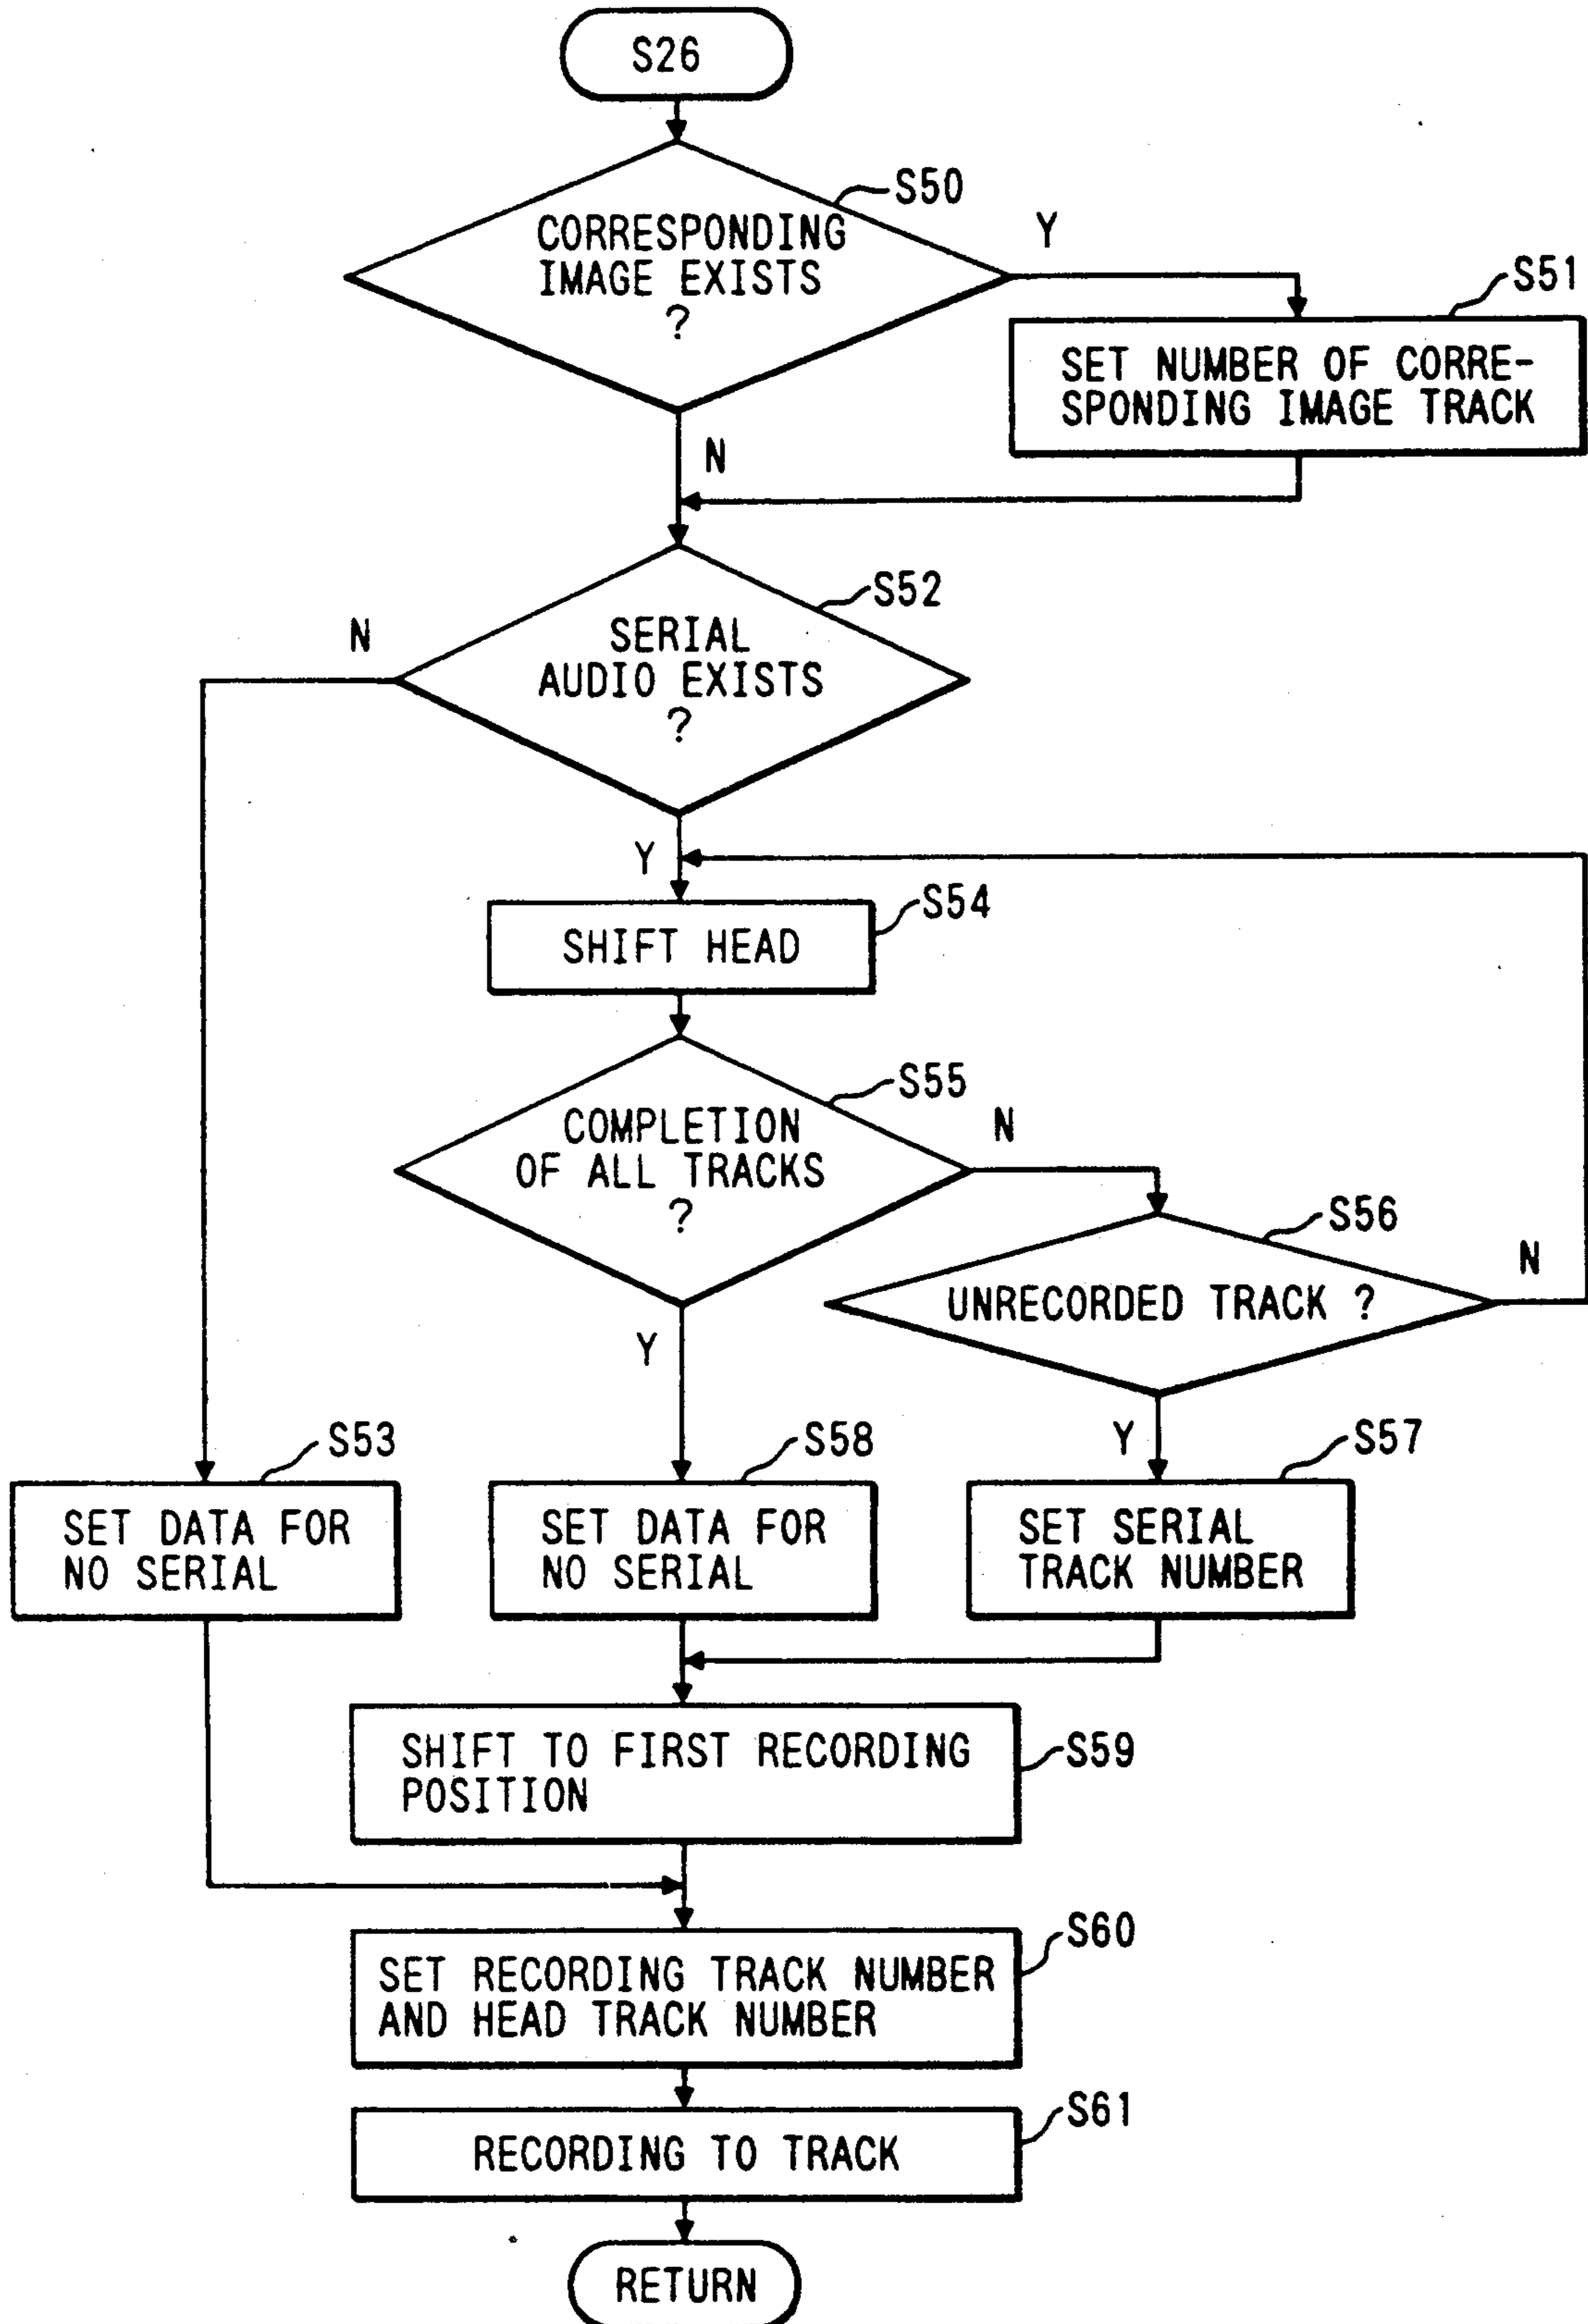 S26
S50
CORRESPONDING
IMAGE EXISTS
?
Y
S51
SET NUMBER OF CORRE-
SPONDING IMAGE TRACK
N
S52
SERIAL
AUDIO EXISTS
?
N
Y
S54
SHIFT HEAD
S55
COMPLETION
OF ALL TRACKS
?
N
S56
UNRECORDED TRACK ?
N
Y
Y
S53
SET DATA FOR
NO SERIAL
S58
SET DATA FOR
NO SERIAL
S57
SET SERIAL
TRACK NUMBER
SHIFT TO FIRST RECORDING
POSITION
S59
S60
SET RECORDING TRACK NUMBER
AND HEAD TRACK NUMBER
S61
RECORDING TO TRACK
RETURN